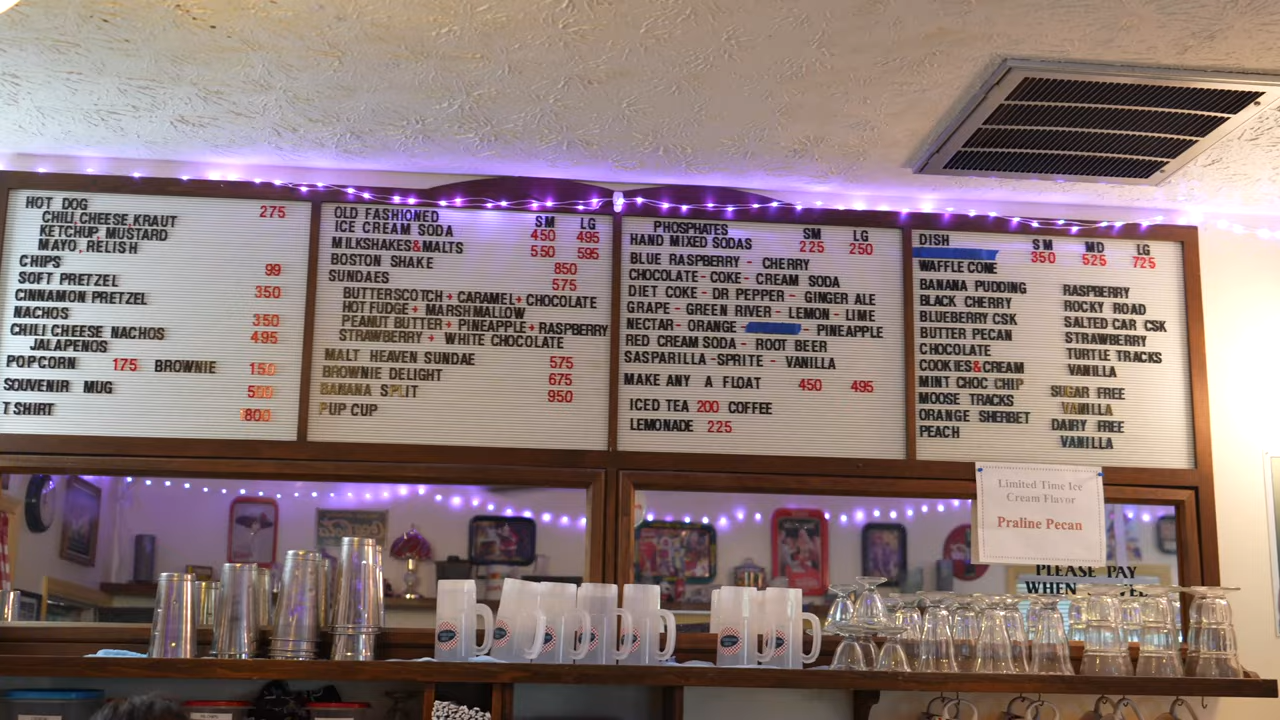 HOT DOG 275
CHILI, CHEESE, KRAUT
KETCHUP, MUSTARD
MAYO, RELISH
CHIPS 99
SOFT PRETZEL 350
CINNAMON PRETZEL
NACHOS 350
CHILI CHEESE NACHOS 495
JALAPENOS
POPCORN 175 BROWNIE 150
SOUVENIR MUG 500
T SHIRT 1800
OLD FASHIONED SM LG
ICE CREAM SODA 450 495
MILKSHAKES&MALTS 550 595
BOSTON SHAKE 850
SUNDAES 575
BUTTERSCOTCH + CARAMEL + CHOCOLATE
HOT FUDGE + MARSHMALLOW
PEANUT BUTTER + PINEAPPLE + RASPBERRY
STRAWBERRY + WHITE CHOCOLATE
MALT HEAVEN SUNDAE 575
BROWNIE DELIGHT 675
BANANA SPLIT 950
PUP CUP
PHOSPHATES SM LG
HAND MIXED SODAS 225 250
BLUE RASPBERRY - CHERRY
CHOCOLATE - COKE - CREAM SODA
DIET COKE - DR PEPPER - GINGER ALE
GRAPE - GREEN RIVER - LEMON - LIME
NECTAR - ORANGE - - PINEAPPLE
RED CREAM SODA - ROOT BEER
SASPARILLA - SPRITE - VANILLA
MAKE ANY A FLOAT 450 495
ICED TEA 200 COFFEE
LEMONADE 225
DISH SM MD LG
350 525 725
WAFFLE CONE
BANANA PUDDING
BLACK CHERRY
BLUEBERRY CSK
BUTTER PECAN
CHOCOLATE
COOKIES&CREAM
MINT CHOC CHIP
MOOSE TRACKS
ORANGE SHERBET
PEACH
RASPBERRY
ROCKY ROAD
SALTED CAR CSK
STRAWBERRY
TURTLE TRACKS
VANILLA
SUGAR FREE
VAMILLA
DAIRY FREE
VANILLA
Limited Time Ice
Cream Flavor
Praline Pecan
PLEASE PAY
WHEN